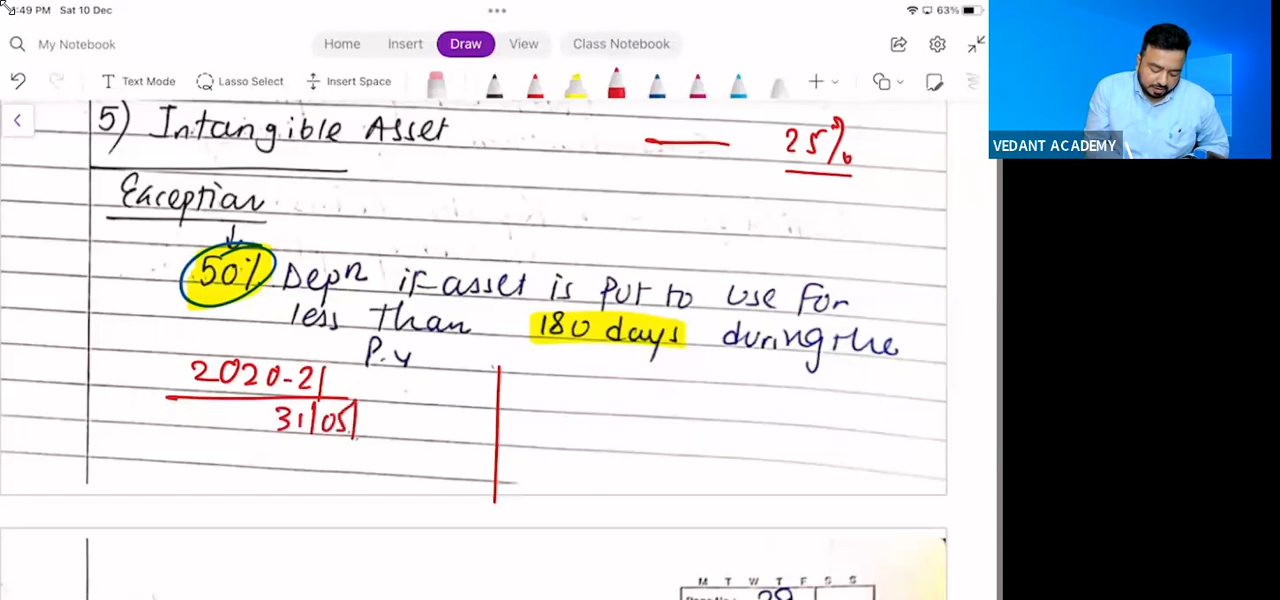 :49 PM Sat 10 Dec
63%
My Notebook
Home Insert Draw View Class Notebook
Text Mode Lasso Select Insert Space
VEDANT ACADEMY
5) Intangible Asset — 25%
Exception
50% Depn if asset is put to use for
less than 180 days during the
P.y
2020-21
31/05/
M T W T F S S